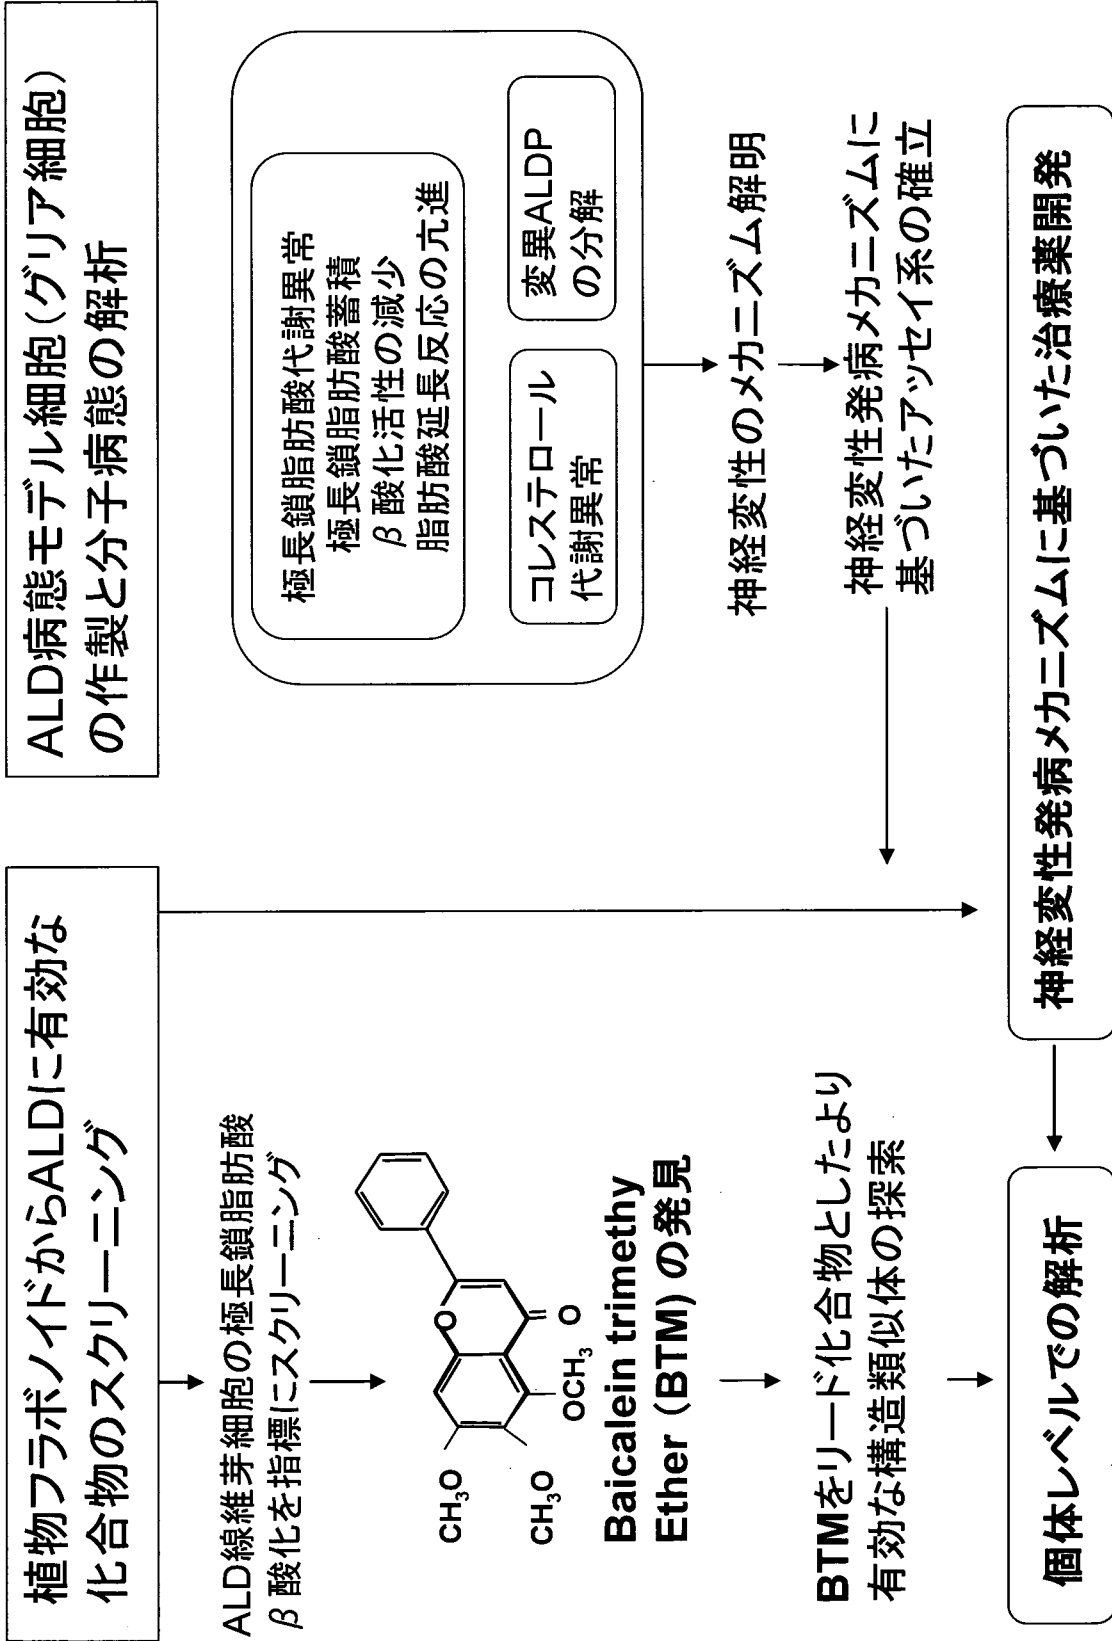 植物フラボノイドからALDに有効な
化合物のスクリーニング
ALD線維芽細胞の極長鎖脂肪酸
β酸化を指標にスクリーニング
CH3O
CH3O
OCH3
O
O
Baicalein trimethy
Ether (BTM) の発見
BTMをリード化合物としたより
有効な構造類似体の探索
個体レベルでの解析
ALD病態モデル細胞(グリア細胞)
の作製と分子病態の解析
極長鎖脂肪酸代謝異常
極長鎖脂肪酸蓄積
β酸化活性の減少
脂肪酸延長反応の亢進
コレステロール
代謝異常
変異ALDP
の分解
神経変性のメカニズム解明
神経変性発病メカニズムに
基づいたアッセイ系の確立
神経変性発病メカニズムに基づいた治療薬開発